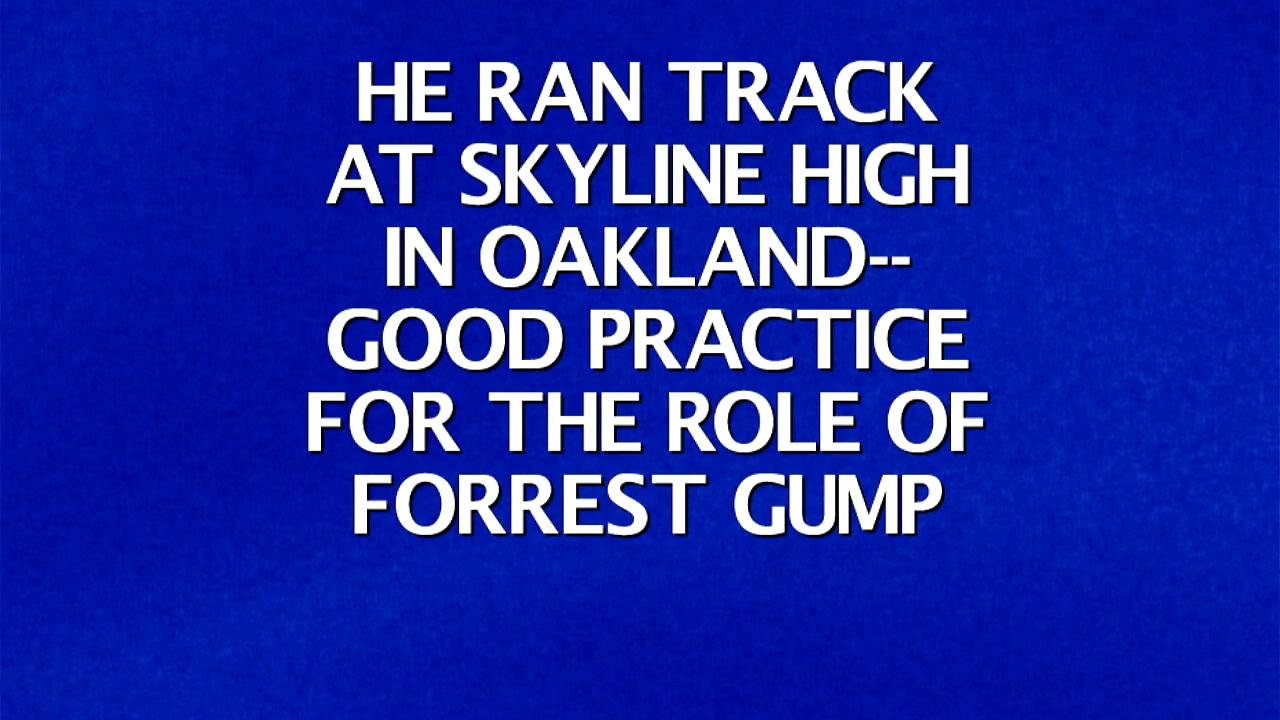 HE RAN TRACK
AT SKYLINE HIGH
IN OAKLAND--
GOOD PRACTICE
FOR THE ROLE OF
FORREST GUMP